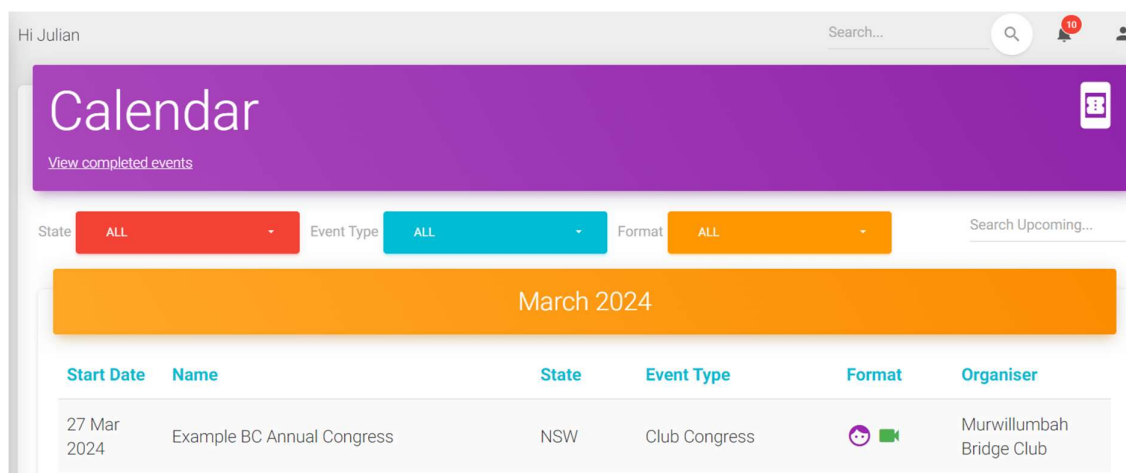 Hi Julian
Search...
10
Calendar
View completed events
State ALL Event Type ALL Format ALL Search Upcoming...
March 2024
Start Date Name State Event Type Format Organiser
27 Mar
2024
Example BC Annual Congress NSW Club Congress
Murwillumbah
Bridge Club